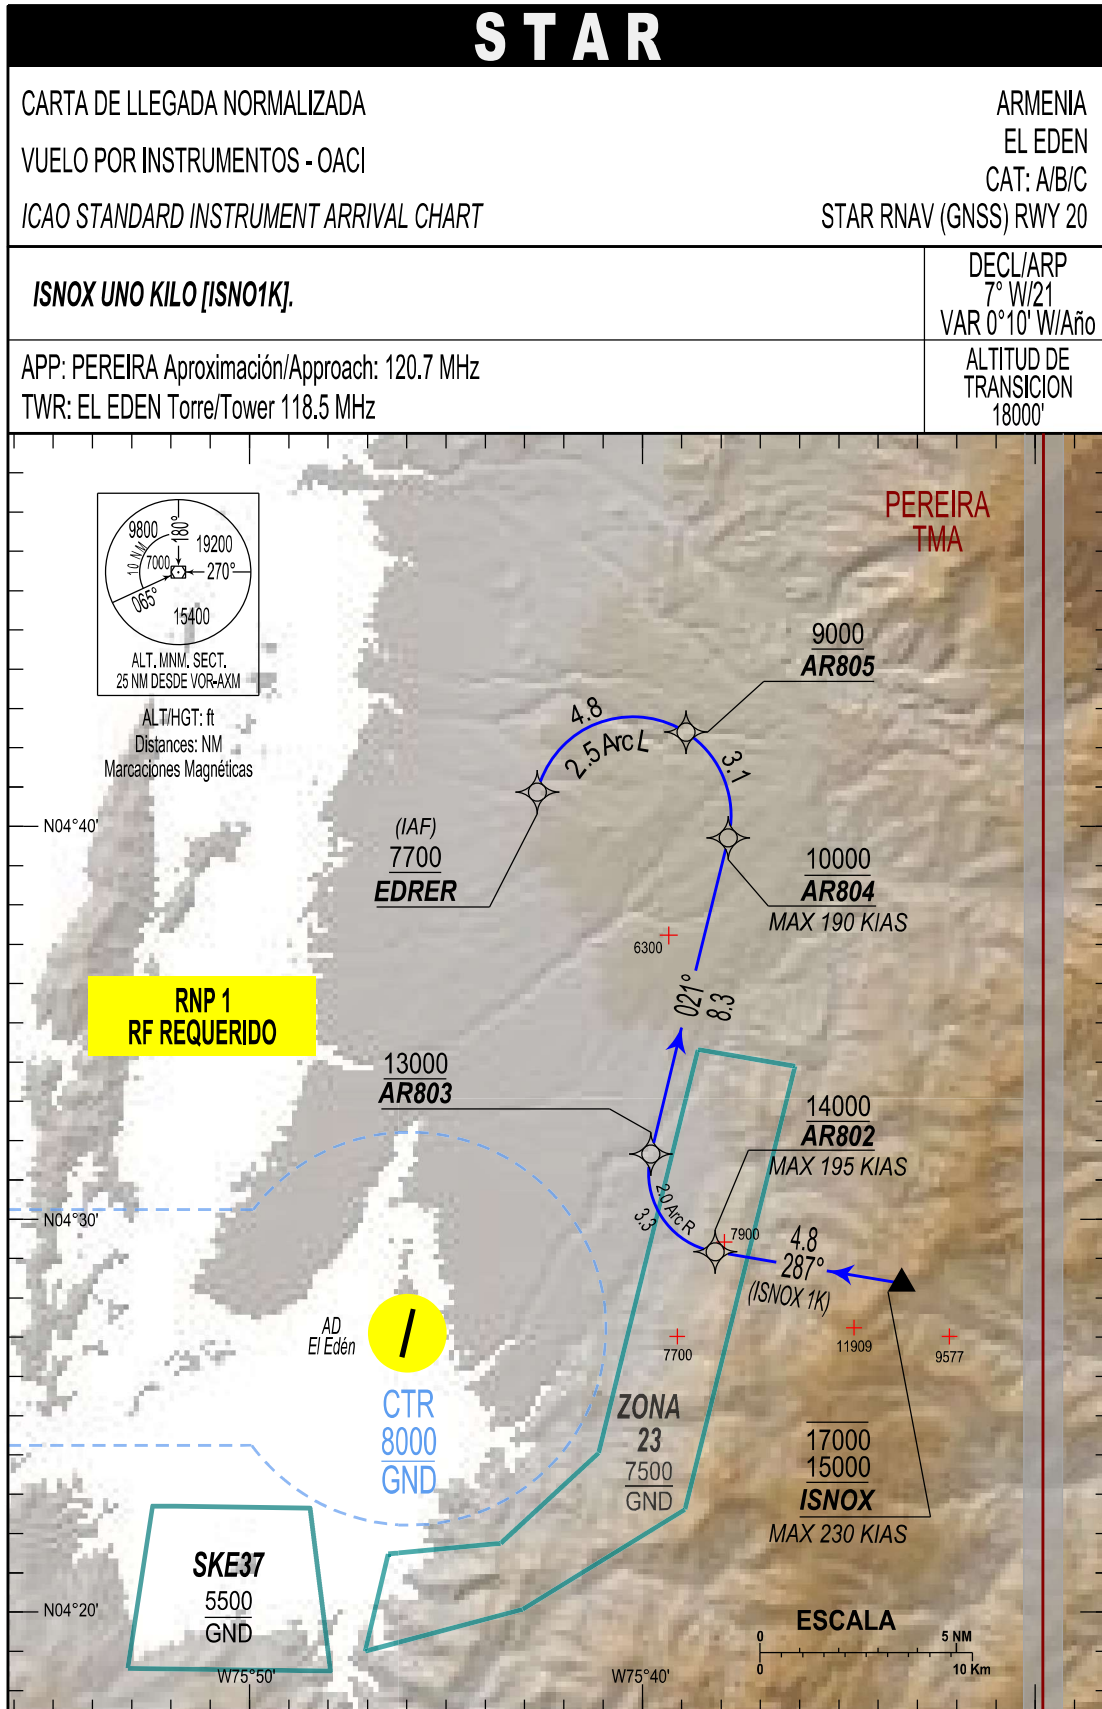 STAR
CARTA DE LLEGADA NORMALIZADA
VUELO POR INSTRUMENTOS - OACI
ICAO STANDARD INSTRUMENT ARRIVAL CHART
ARMENIA
EL EDEN
CAT: A/B/C
STAR RNAV (GNSS) RWY 20
ISNOX UNO KILO [ISNO1K].
DECL/ARP
7° W/21
VAR 0°10' W/Año
APP: PEREIRA Aproximación/Approach: 120.7 MHz
TWR: EL EDEN Torre/Tower 118.5 MHz
ALTITUD DE
TRANSICION
18000'
PEREIRA
TMA
9800
180°
19200
10 NM
7000
270°
065°
15400
ALT. MNM. SECT.
25 NM DESDE VOR-AXM
ALT/HGT: ft
Distances: NM
Marcaciones Magnéticas
9000
AR805
4.8
2.5 Arc L
3.1
N04°40'
(IAF)
7700
EDRER
10000
AR804
MAX 190 KIAS
6300
021°
8.3
RNP 1
RF REQUERIDO
13000
AR803
14000
AR802
MAX 195 KIAS
2.0 Arc R
3.3
N04°30'
7900
4.8
287°
(ISNOX 1K)
AD
El Edén
7700
11909
9577
CTR
8000
GND
ZONA
23
7500
GND
17000
15000
ISNOX
MAX 230 KIAS
SKE37
5500
GND
N04°20'
ESCALA
0 5 NM
0 10 Km
W75°50'
W75°40'